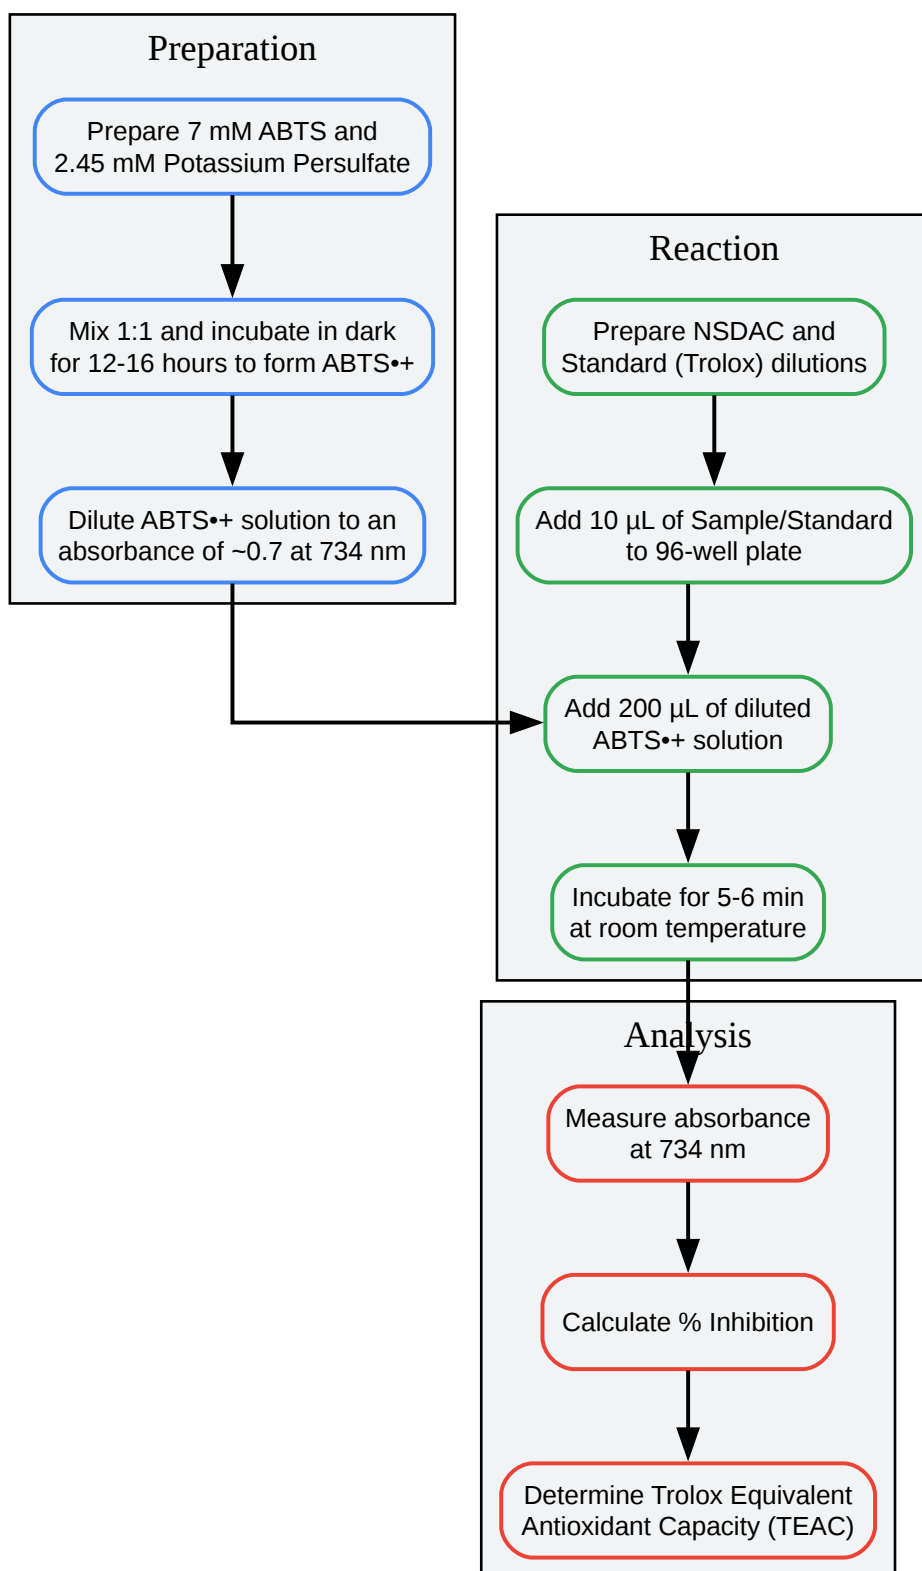 Preparation
Prepare 7 mM ABTS and
2.45 mM Potassium Persulfate
Mix 1:1 and incubate in dark
for 12-16 hours to form ABTS•+
Dilute ABTS•+ solution to an
absorbance of ~0.7 at 734 nm
Reaction
Prepare NSDAC and
Standard (Trolox) dilutions
Add 10 µL of Sample/Standard
to 96-well plate
Add 200 µL of diluted
ABTS•+ solution
Incubate for 5-6 min
at room temperature
Analysis
Measure absorbance
at 734 nm
Calculate % Inhibition
Determine Trolox Equivalent
Antioxidant Capacity (TEAC)